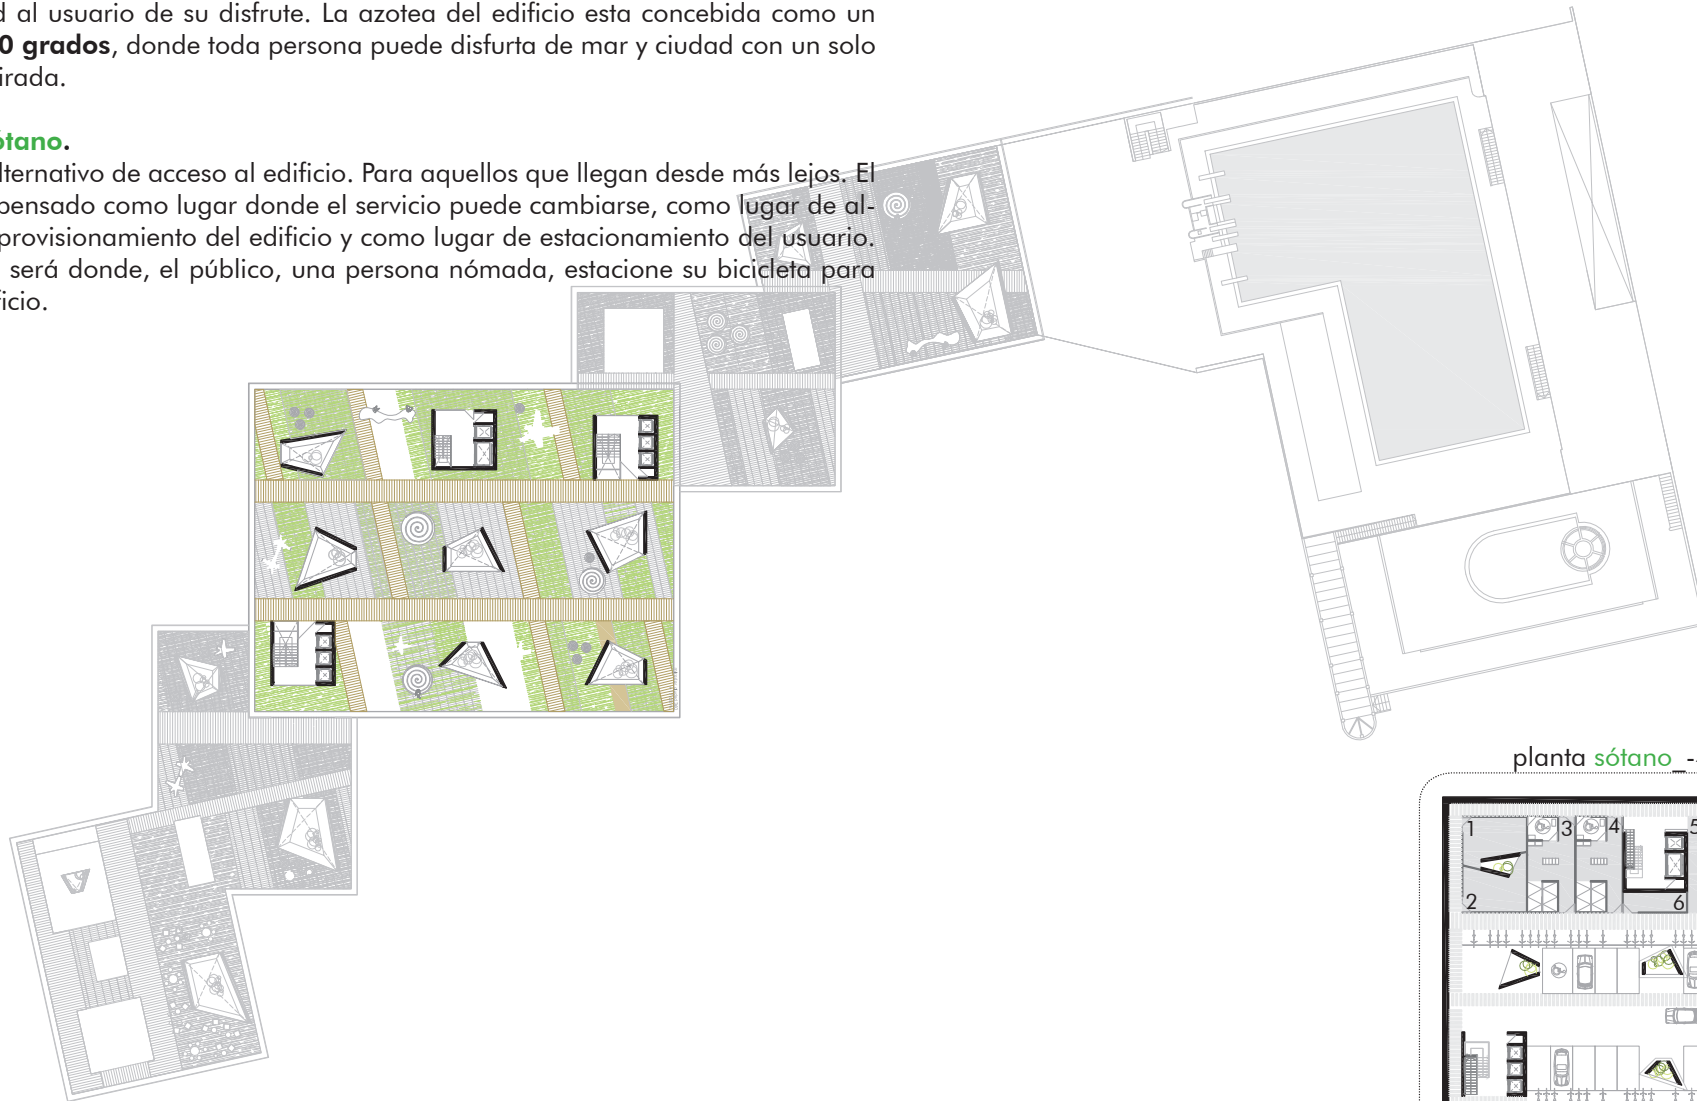 d al usuario de su disfrute. La azotea del edificio esta concebida como un
0 grados, donde toda persona puede disfurta de mar y ciudad con un solo
irada.
ótano.
lternativo de acceso al edificio. Para aquellos que llegan desde más lejos. El
pensado como lugar donde el servicio puede cambiarse, como lugar de al-
provisionamiento del edificio y como lugar de estacionamiento del usuario.
será donde, el público, una persona nómada, estacione su bicicleta para
ficio.
planta sótano_-
1
3
4
5
2
6